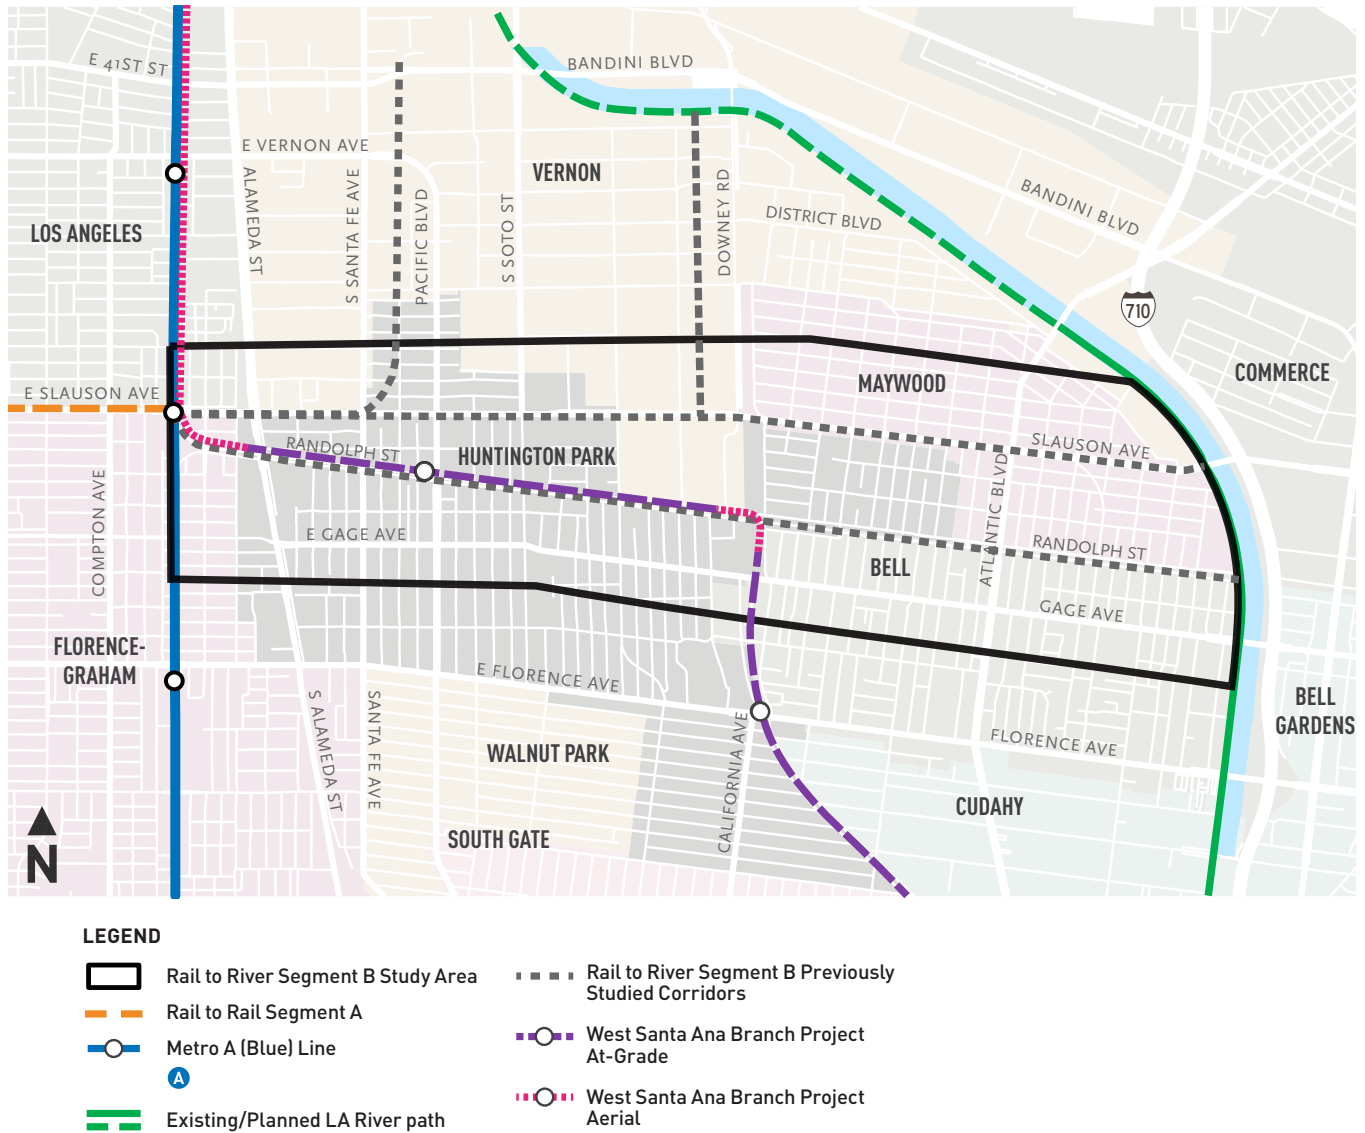 E 41ST ST
BANDINI BLVD
E VERNON AVE
VERNON
ALAMEDA ST
S SANTA FE AVE
PACIFIC BLVD
S SOTO ST
DOWNEY RD
DISTRICT BLVD
BANDINI BLVD
LOS ANGELES
710
COMMERCE
MAYWOOD
E SLAUSON AVE
RANDOLPH ST
HUNTINGTON PARK
SLAUSON AVE
COMPTON AVE
ATLANTIC BLVD
E GAGE AVE
RANDOLPH ST
BELL
GAGE AVE
FLORENCE-
GRAHAM
E FLORENCE AVE
S ALAMEDA ST
SANTA FE AVE
CALIFORNIA AVE
BELL
GARDENS
FLORENCE AVE
WALNUT PARK
CUDAHY
SOUTH GATE
N
LEGEND
Rail to River Segment B Study Area
Rail to Rail Segment A
Metro A (Blue) Line
A
Existing/Planned LA River path
Rail to River Segment B Previously
Studied Corridors
West Santa Ana Branch Project
At-Grade
West Santa Ana Branch Project
Aerial